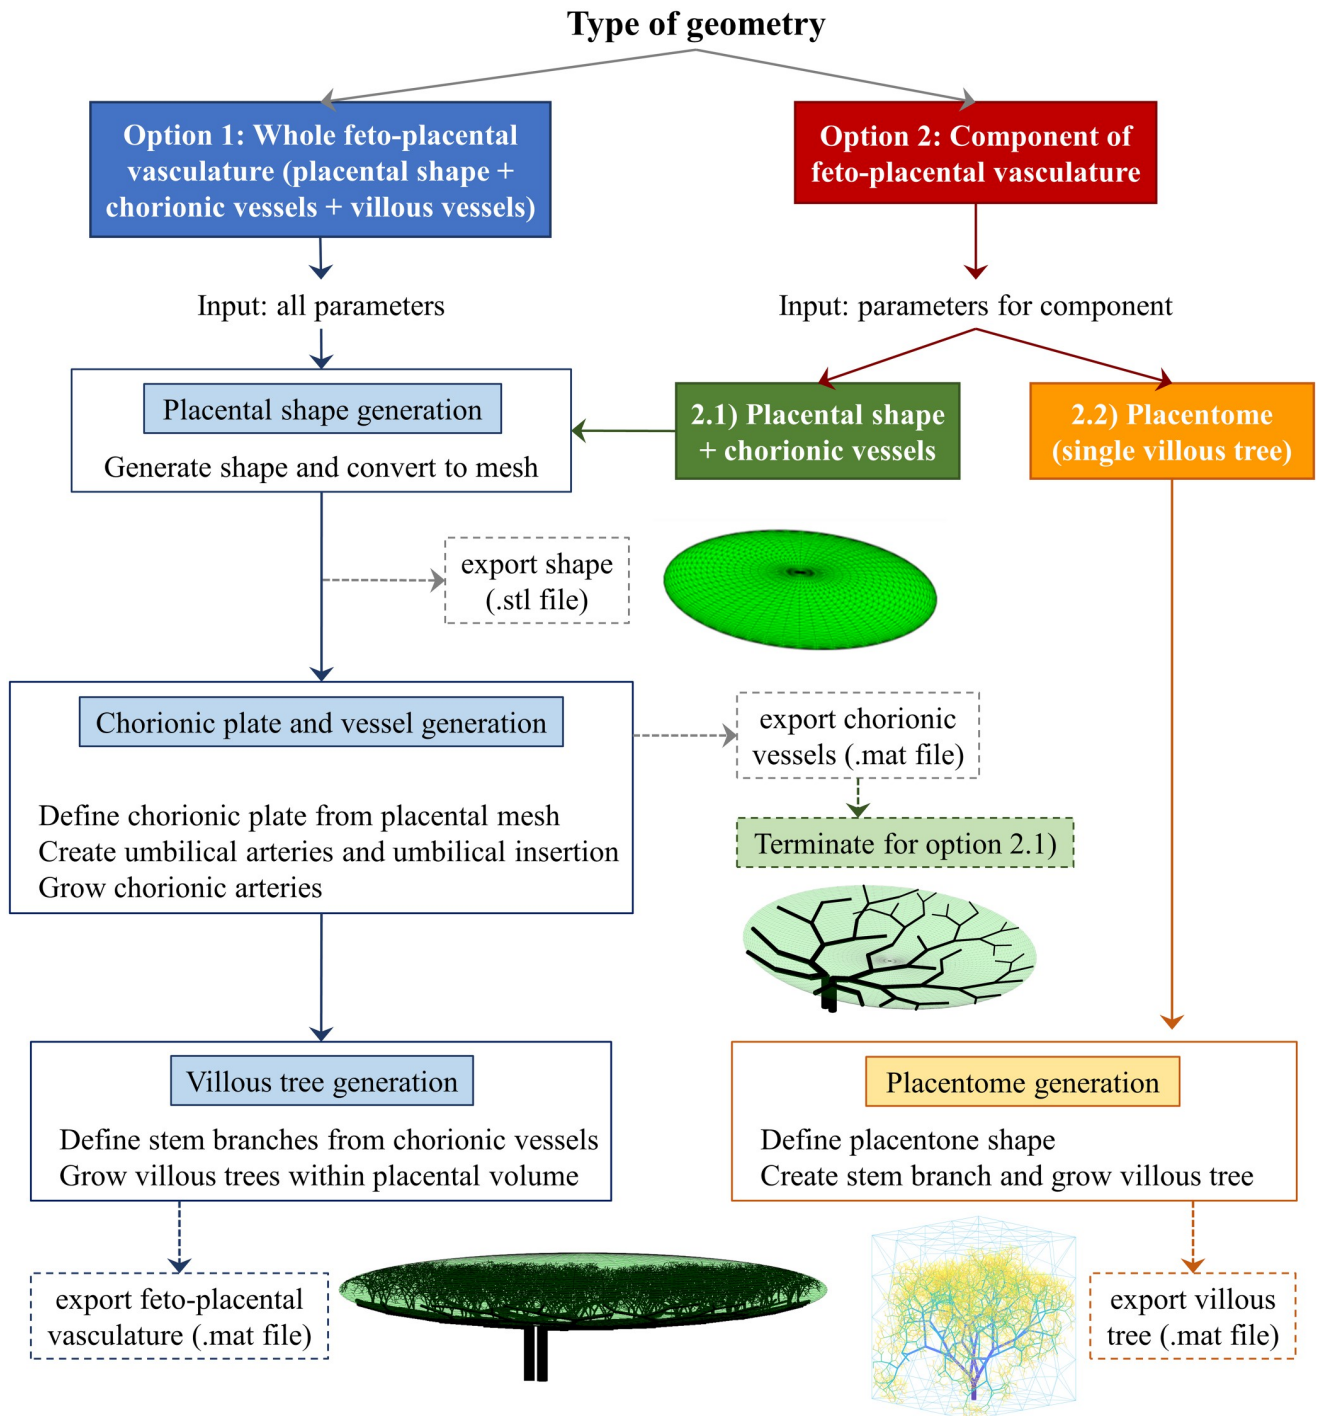 Type of geometry
Option 1: Whole feto-placental
vasculature (placental shape +
chorionic vessels + villous vessels)
Option 2: Component of
feto-placental vasculature
Input: all parameters
Input: parameters for component
Placental shape generation
Generate shape and convert to mesh
2.1) Placental shape
+ chorionic vessels
2.2) Placentome
(single villous tree)
export shape
(.stl file)
Chorionic plate and vessel generation
Define chorionic plate from placental mesh
Create umbilical arteries and umbilical insertion
Grow chorionic arteries
export chorionic
vessels (.mat file)
Terminate for option 2.1)
Villous tree generation
Define stem branches from chorionic vessels
Grow villous trees within placental volume
Placentome generation
Define placentone shape
Create stem branch and grow villous tree
export feto-placental
vasculature (.mat file)
export villous
tree (.mat file)